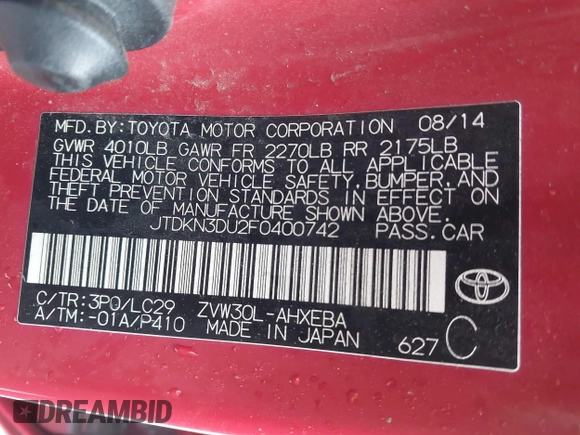 MFD.BY:TOYOTA MOTOR CORPORATION 08/14
GVWR 4010LB GAWR FR 2270LB RR 2175LB
THIS VEHICLE CONFORMS TO ALL APPLICABLE
FEDERAL MOTOR VEHICLE SAFETY,BUMPER,AND
THEFT PREVENTION STANDARDS IN EFFECT ON
THE DATE OF MANUFACTURE SHOWN ABOVE.
JTDKN3DU2F0400742 PASS.CAR
C/TR:3P0/LC29 ZVW30L-AHXEBA
A/TM:-01A/P410 MADE IN JAPAN 627 C
DREAMBID